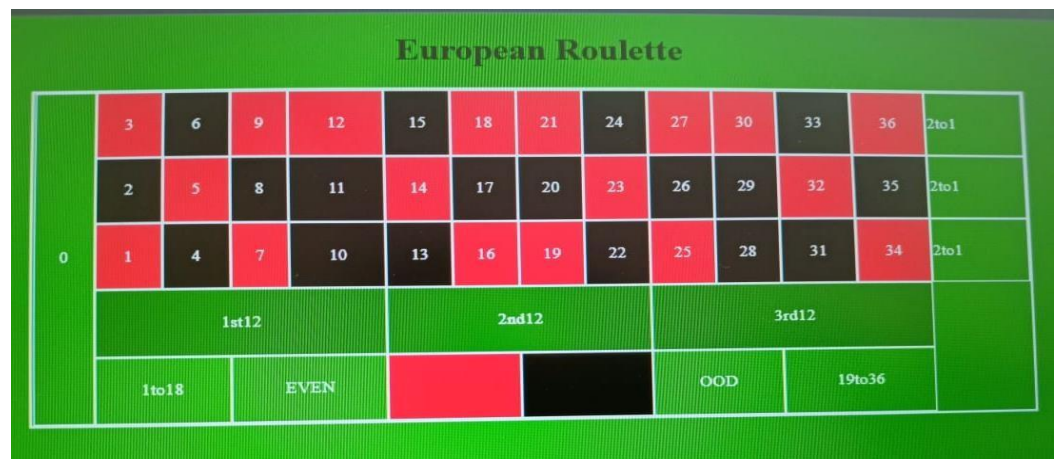 European Roulette
3 6 9 12 15 18 21 24 27 30 33 36 2to1
2 5 8 11 14 17 20 23 26 29 32 35 2to1
0 1 4 7 10 13 16 19 22 25 28 31 34 2to1
1st12 2nd12 3rd12
1to18 EVEN OOD 19to36